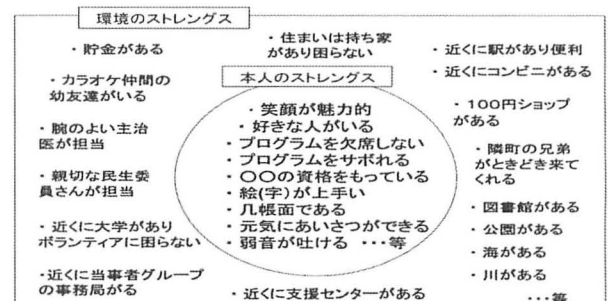 環境のストレングス
・貯金がある
・住まいは持ち家
があり困らない
・近くに駅があり便利
・近くにコンビニがある
・カラオケ仲間の
幼友達がいる
本人のストレングス
・笑顔が魅力的
・好きな人がいる
・プログラムを欠席しない
・プログラムをサボれる
・〇〇の資格をもっている
・絵(字)が上手い
・几帳面である
・元気にあいさつができる
・弱音が吐ける ・・・等
・100円ショップ
がある
・腕のよい主治
医が担当
・隣町の兄弟
がときどき来て
くれる
・親切な民生委
員さんが担当
・図書館がある
・公園がある
・近くに大学があり
ボランティアに困らない
・海がある
・川がある
・近くに当事者グループ
の事務局がる
・近くに支援センターがある
・・・等